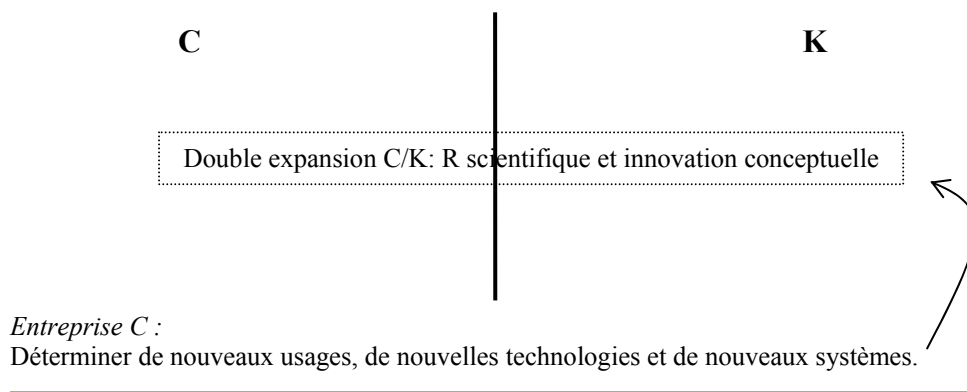 C K
Double expansion C/K: R scientifique et innovation conceptuelle
Entreprise C :
Déterminer de nouveaux usages, de nouvelles technologies et de nouveaux systèmes.